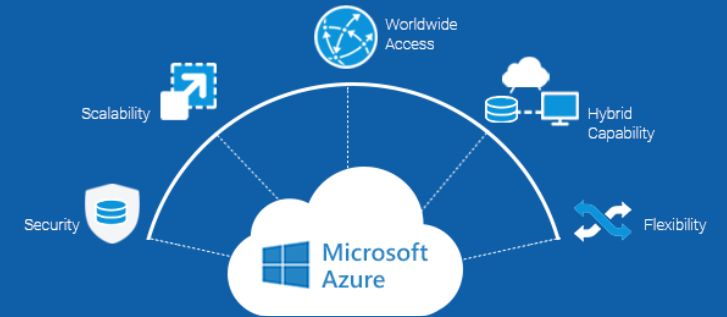 Worldwide
Access
Scalability
Hybrid
Capability
Security
Flexibility
Microsoft
Azure